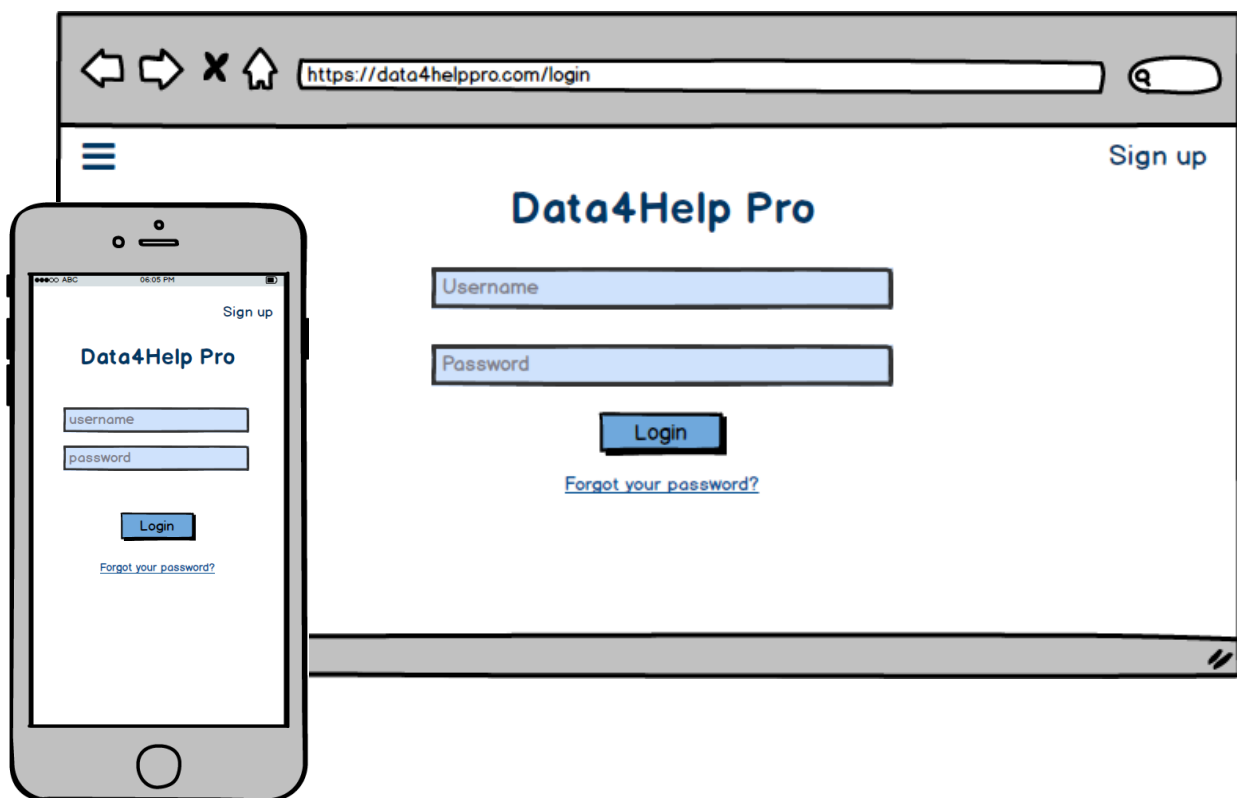 https://data4helppro.com/login
Sign up
Data4Help Pro
Username
Password
Login
Forgot your password?
ABC 06:05 PM
Sign up
Data4Help Pro
username
password
Login
Forgot your password?